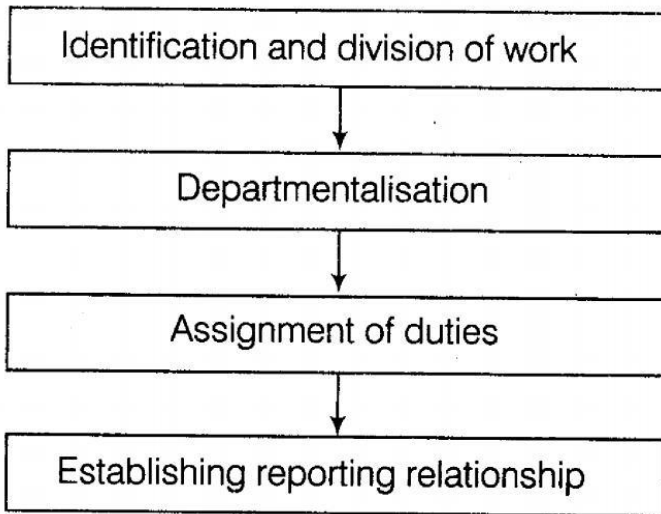 Identification and division of work
Departmentalisation
Assignment of duties
Establishing reporting relationship